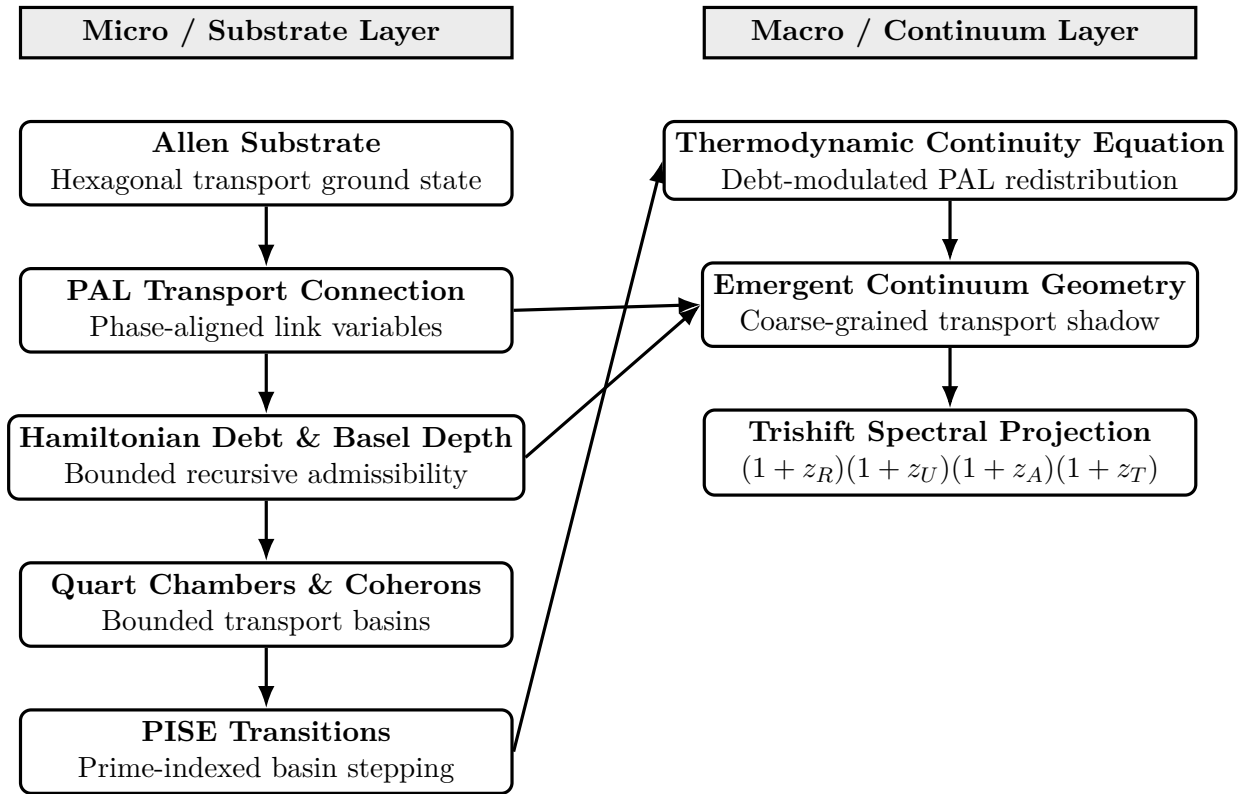 Micro / Substrate Layer
Allen Substrate
Hexagonal transport ground state
PAL Transport Connection
Phase-aligned link variables
Hamiltonian Debt & Basel Depth
Bounded recursive admissibility
Quart Chambers & Coherons
Bounded transport basins
PISE Transitions
Prime-indexed basin stepping
Macro / Continuum Layer
Thermodynamic Continuity Equation
Debt-modulated PAL redistribution
Emergent Continuum Geometry
Coarse-grained transport shadow
Trishift Spectral Projection
(1 + z_R)(1 + z_U)(1 + z_A)(1 + z_T)